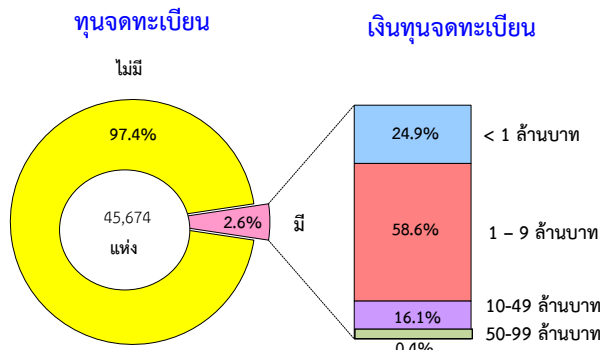 ทุนจดทะเบียน
เงินทุนจดทะเบียน
ไม่มี
97.4%
45,674
แห่ง
2.6%
มี
24.9%
< 1 ล้านบาท
58.6%
1 – 9 ล้านบาท
16.1%
10-49 ล้านบาท
50-99 ล้านบาท
0.4%